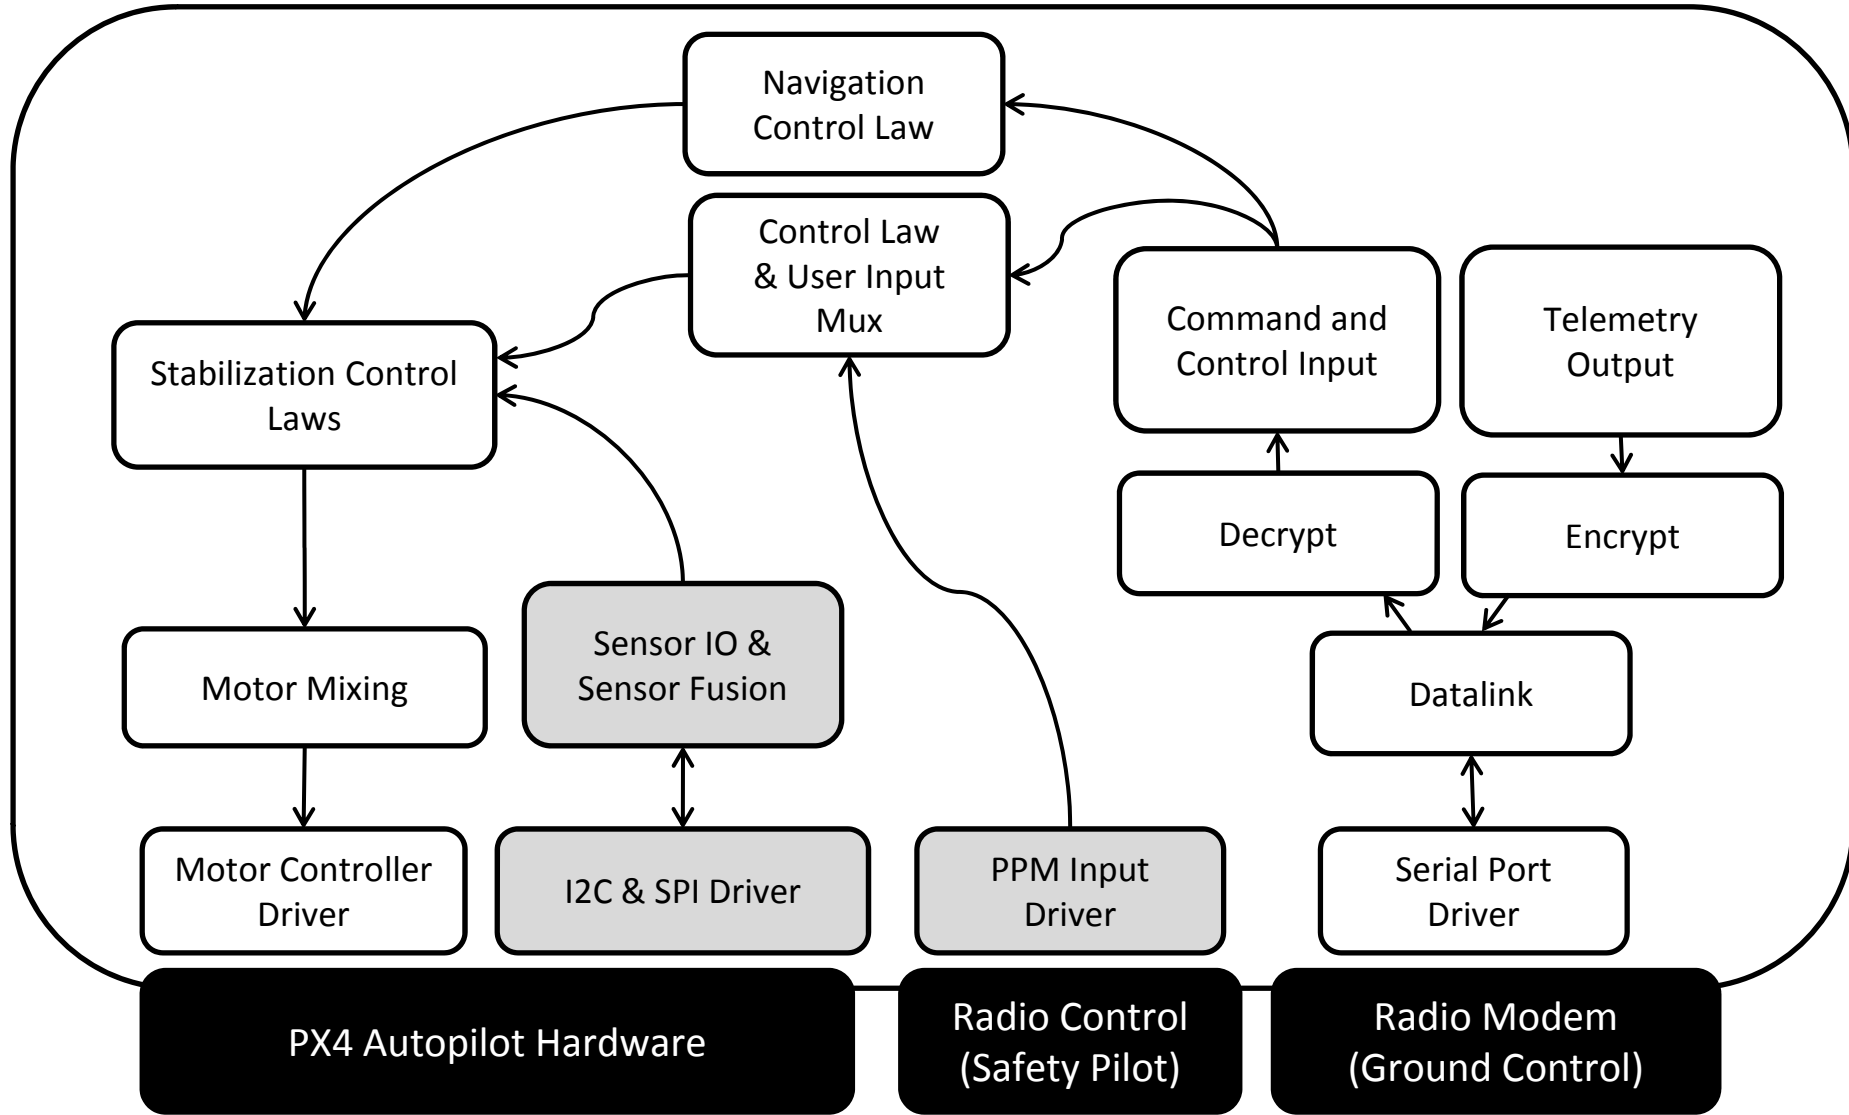 Navigation
Control Law
Control Law
& User Input
Mux
Command and
Control Input
Telemetry
Output
Stabilization Control
Laws
Decrypt
Encrypt
Sensor IO &
Sensor Fusion
Motor Mixing
Datalink
Motor Controller
Driver
I2C & SPI Driver
PPM Input
Driver
Serial Port
Driver
PX4 Autopilot Hardware
Radio Control
(Safety Pilot)
Radio Modem
(Ground Control)